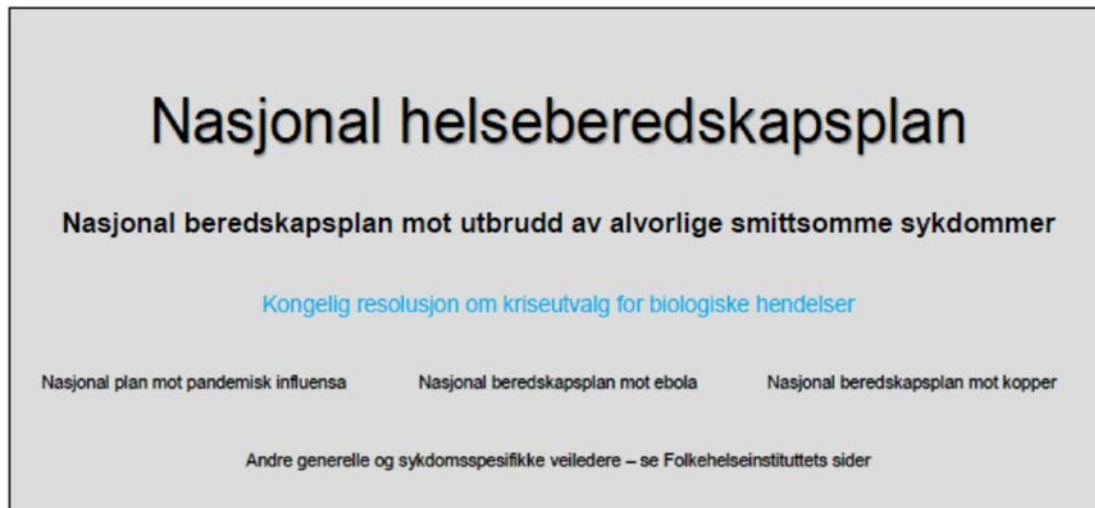 Nasjonal helseberedskapsplan
Nasjonal beredskapsplan mot utbrudd av alvorlige smittsomme sykdommer
Kongelig resolusjon om kriseutvalg for biologiske hendelser
Nasjonal plan mot pandemisk influensa Nasjonal beredskapsplan mot ebola Nasjonal beredskapsplan mot kopper
Andre generelle og sykdomsspesifikke veiledere – se Folkehelseinstituttets sider